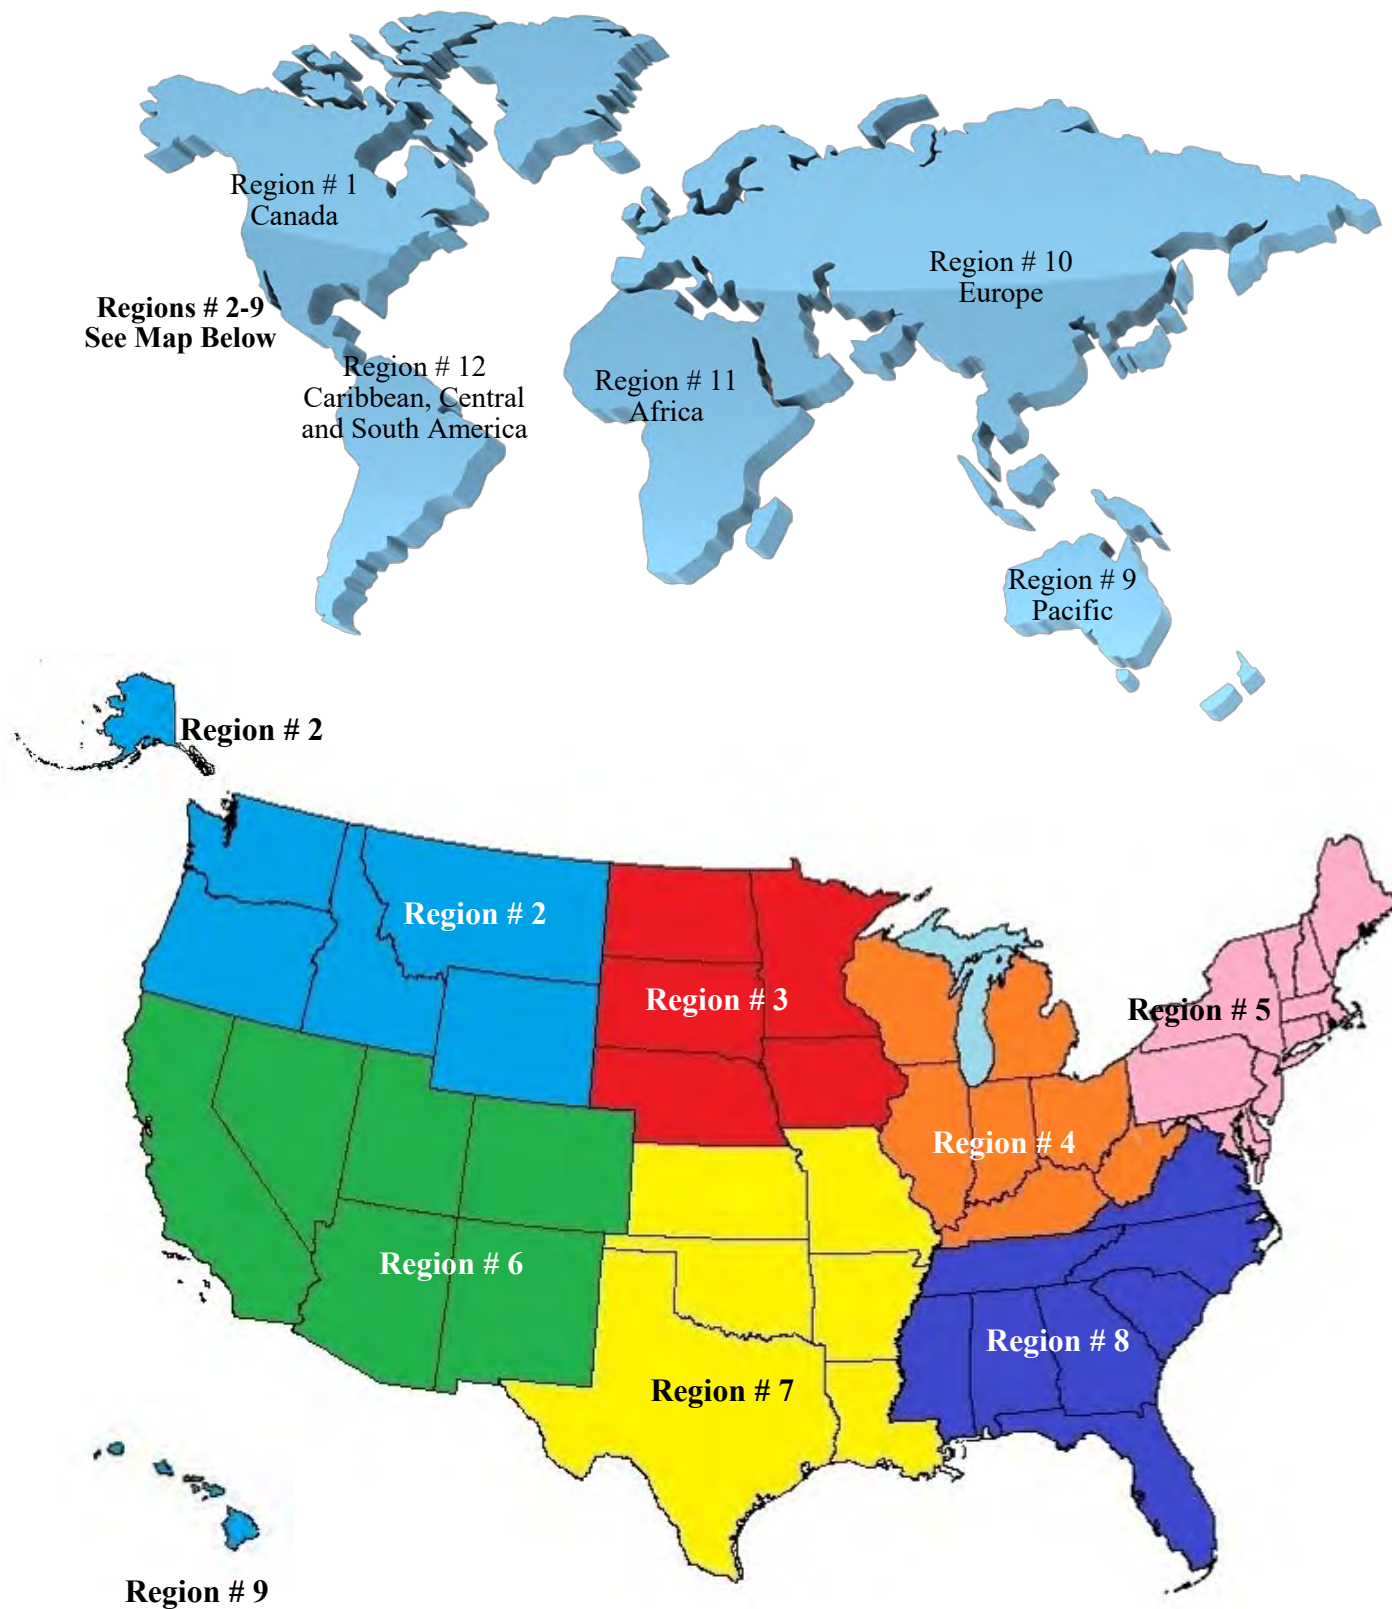 Region # 1
Canada
Region # 10
Europe
Regions # 2-9
See Map Below
Region # 12
Caribbean, Central
and South America
Region # 11
Africa
Region # 9
Pacific
Region # 2
Region # 2
Region # 3
Region # 5
Region # 4
Region # 6
Region # 8
Region # 7
Region # 9